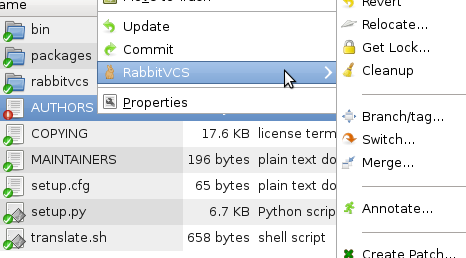 ame
bin
packages
rabbitvcs
AUTHORS
COPYING 17.6 KB license term
MAINTAINERS 196 bytes plain text do
setup.cfg 65 bytes plain text do
setup.py 6.7 KB Python scrip
translate.sh 658 bytes shell script
Move to Trash
Update
Commit
RabbitVCS
Properties
Revert
Relocate...
Get Lock...
Cleanup
Branch/tag...
Switch...
Merge...
Annotate...
Create Patch...